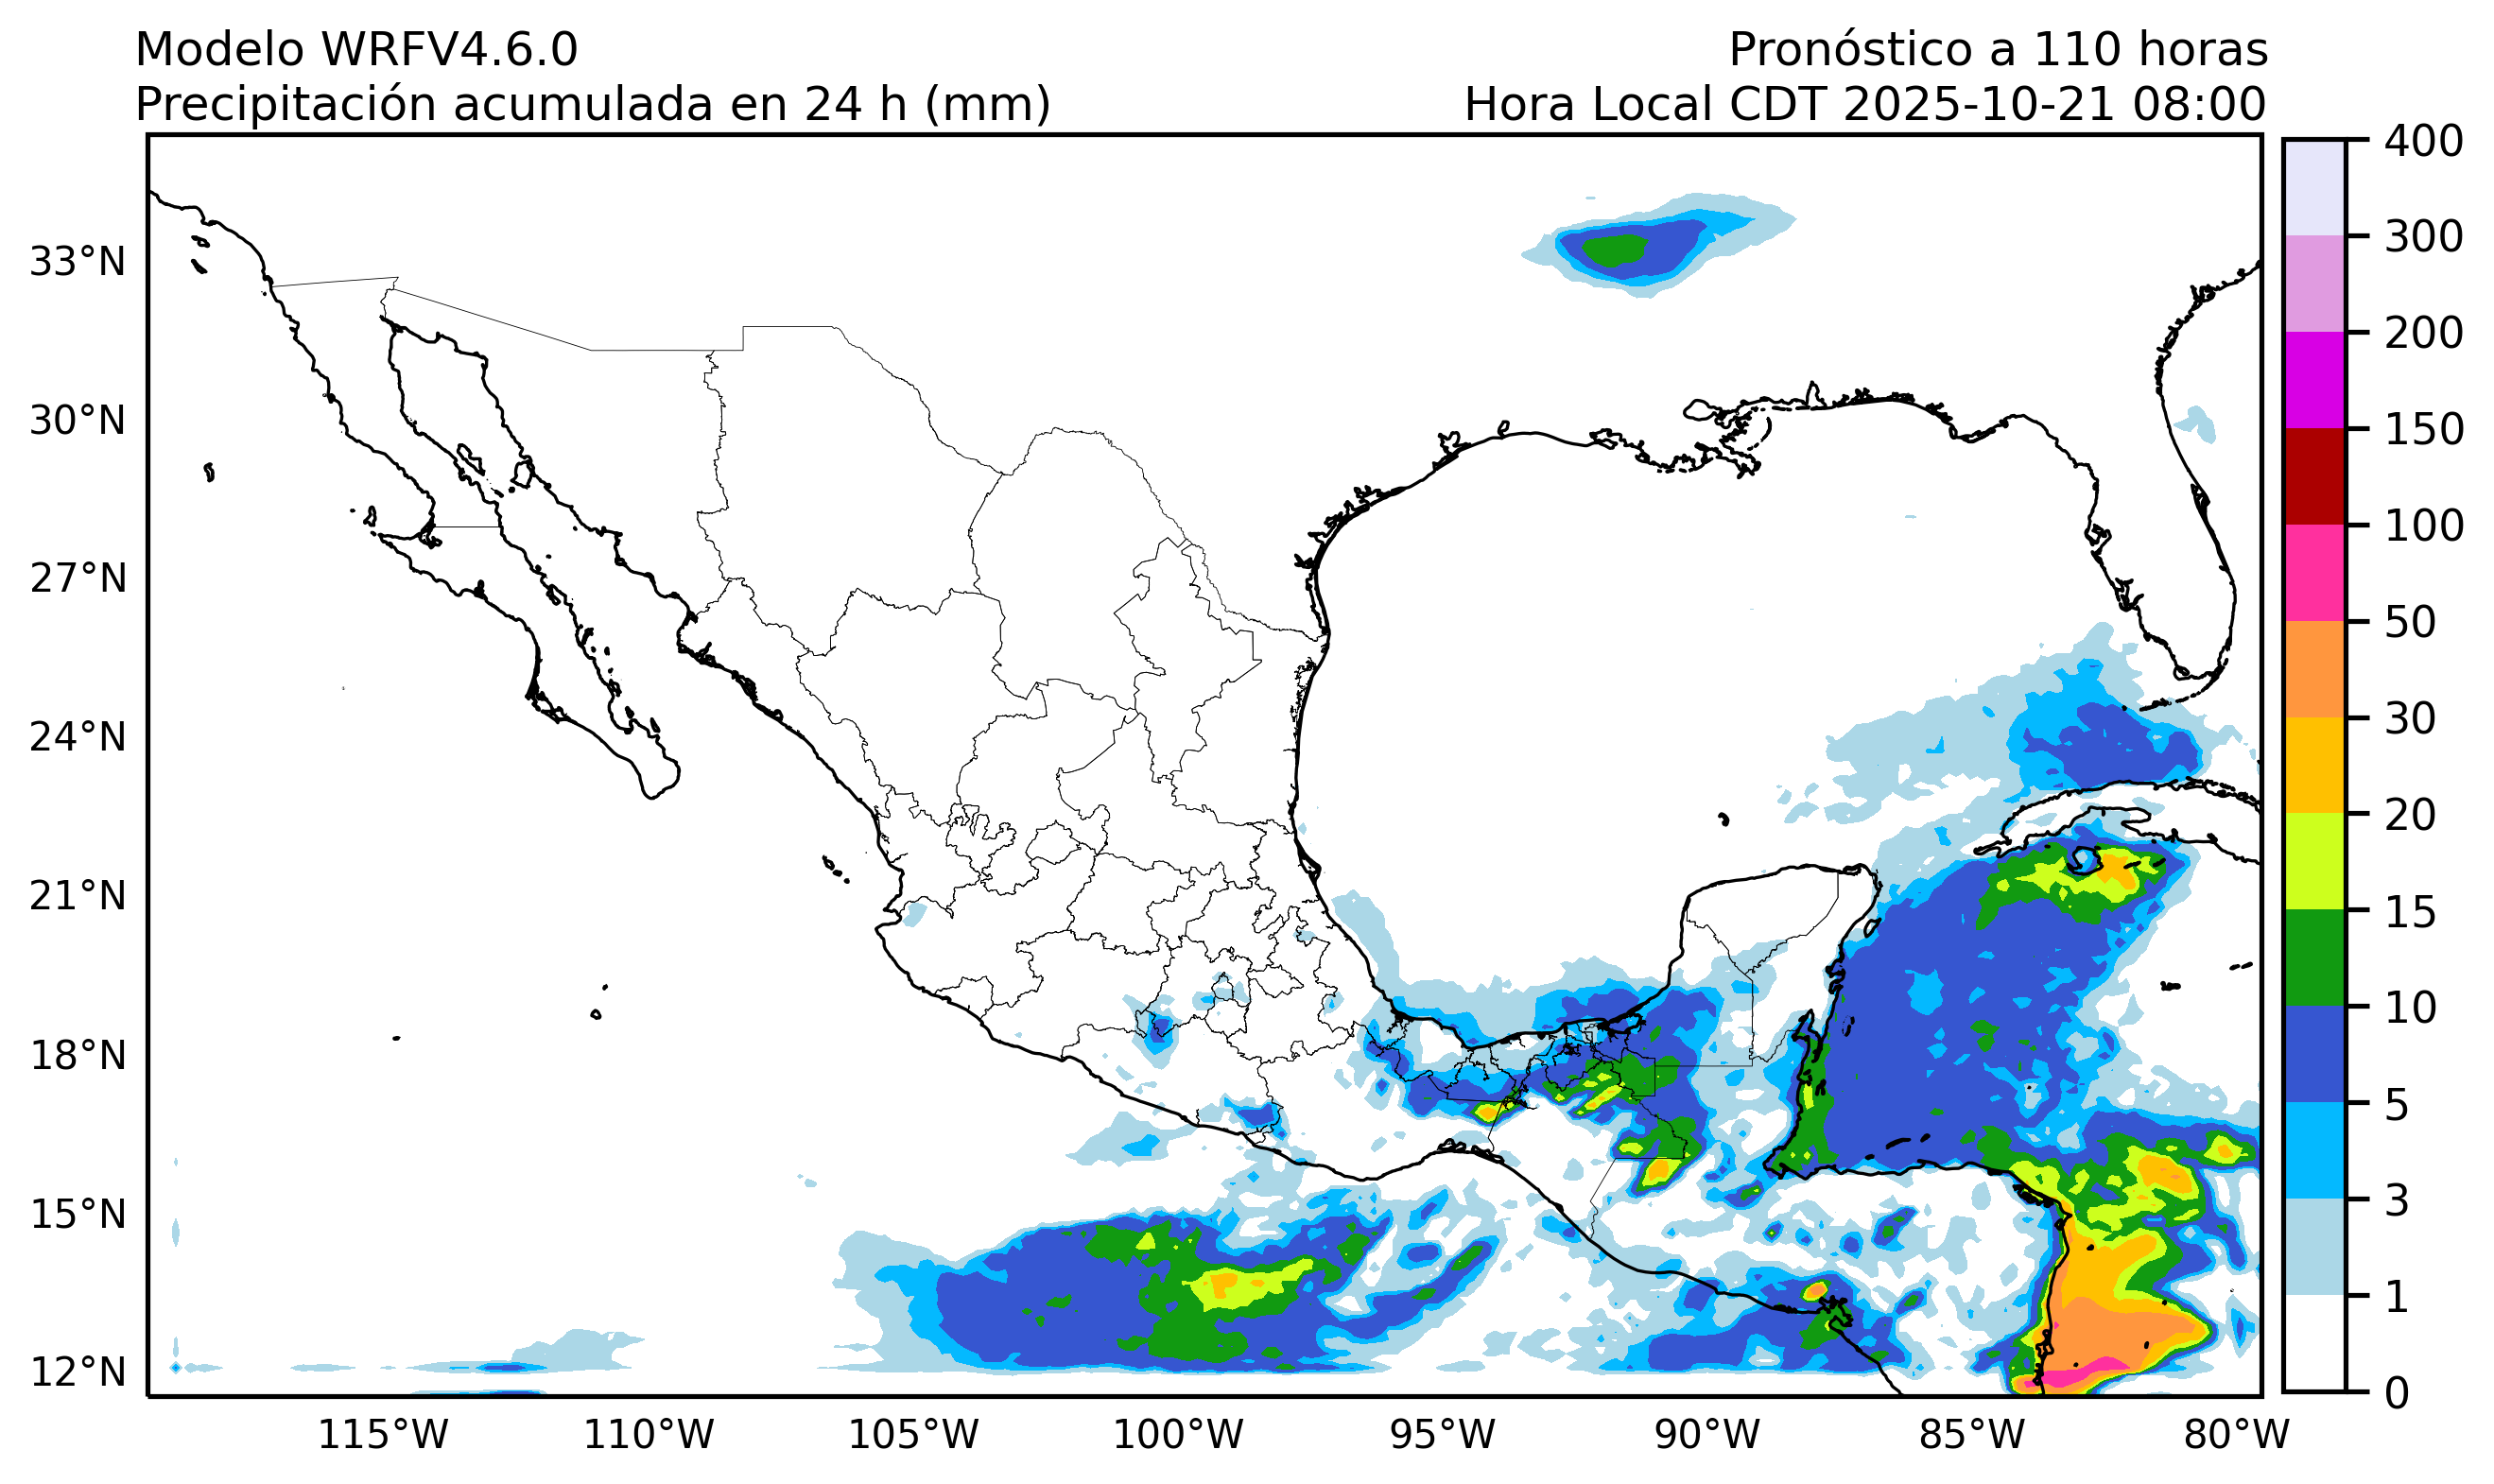 Modelo WRFV4.6.0
Pronóstico a 110 horas
Precipitación acumulada en 24 h (mm)
Hora Local CDT 2025-10-21 08:00
33°N
30°N
27°N
24°N
21°N
18°N
15°N
12°N
115°W
110°W
105°W
100°W
95°W
90°W
85°W
80°W
400
300
200
150
100
50
30
20
15
10
5
3
1
0